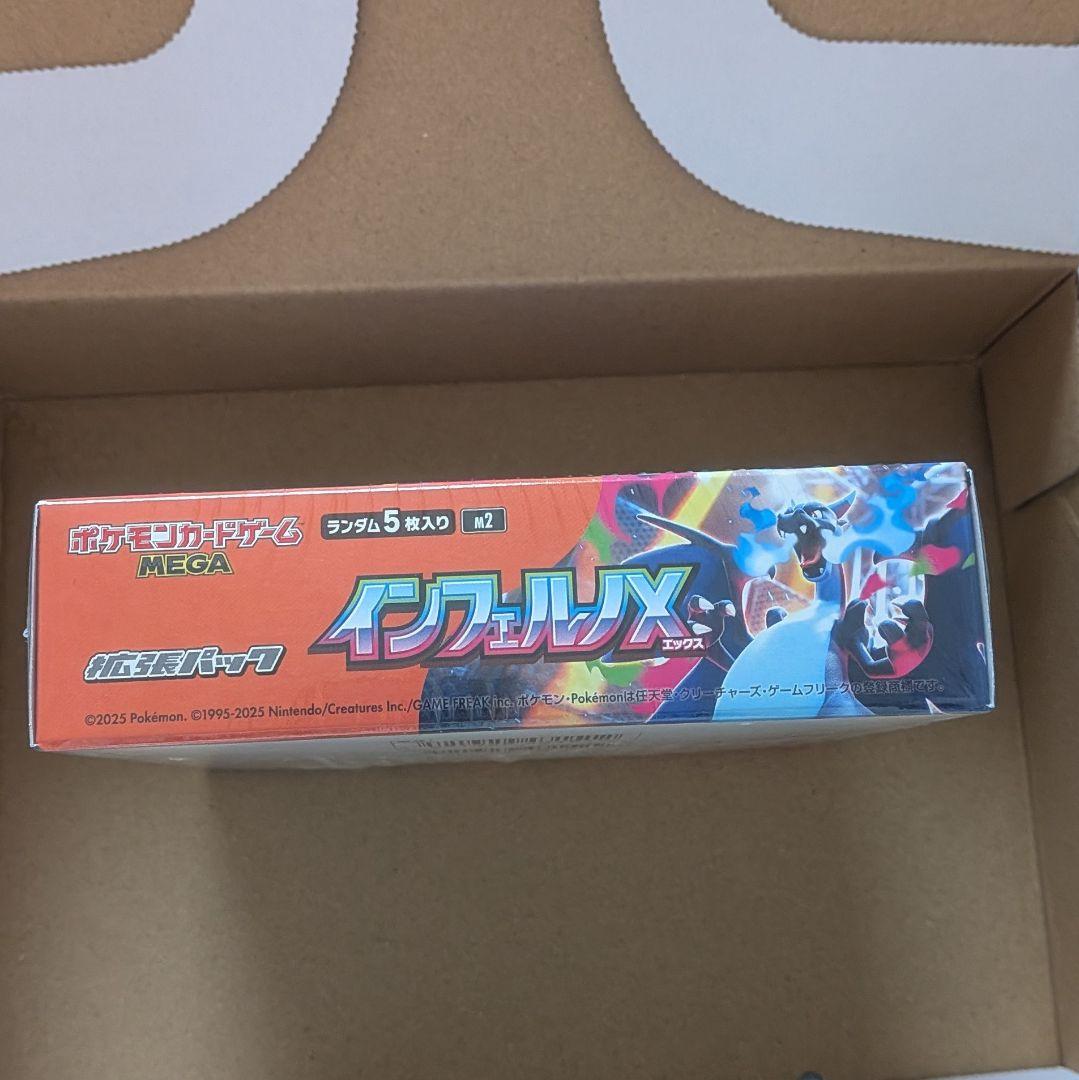 ポケモンカードゲーム
MEGA
ランダム5枚入り
M2
インフェルノX
エックス
拡張パック
©2025 Pokémon. ©1995-2025 Nintendo/Creatures Inc./GAME FREAK inc. ポケモン・Pokémonは任天堂・クリーチャーズ・ゲームフリークの登録商標です。